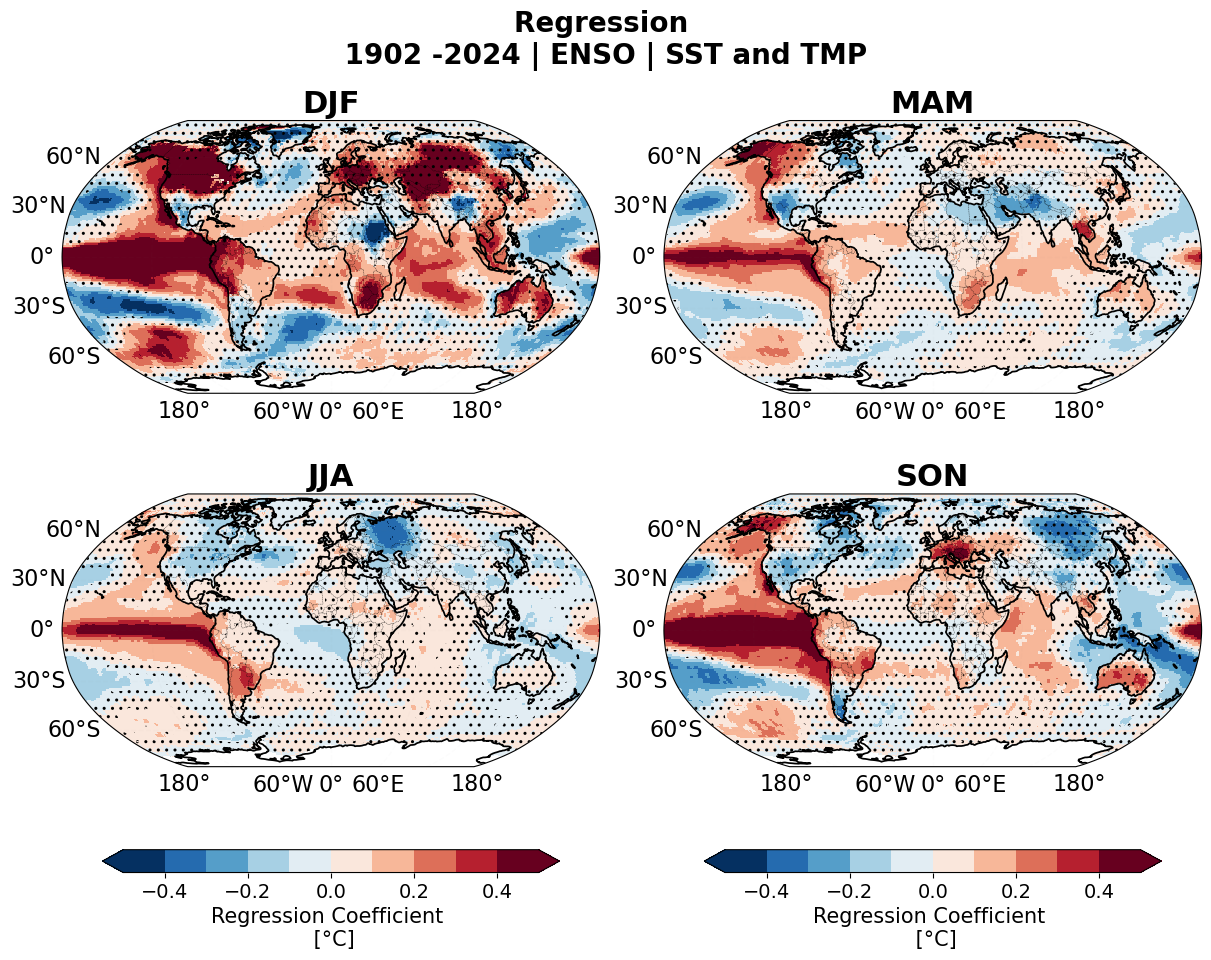 Regression
1902 -2024 | ENSO | SST and TMP
DJF
MAM
60°N
30°N
0°
30°S
60°S
180°
60°W
0°
60°E
180°
60°N
30°N
0°
30°S
60°S
180°
60°W
0°
60°E
180°
JJA
SON
60°N
30°N
0°
30°S
60°S
180°
60°W
0°
60°E
180°
60°N
30°N
0°
30°S
60°S
180°
60°W
0°
60°E
180°
−0.4 −0.2 0.0 0.2 0.4
Regression Coefficient
[°C]
−0.4 −0.2 0.0 0.2 0.4
Regression Coefficient
[°C]